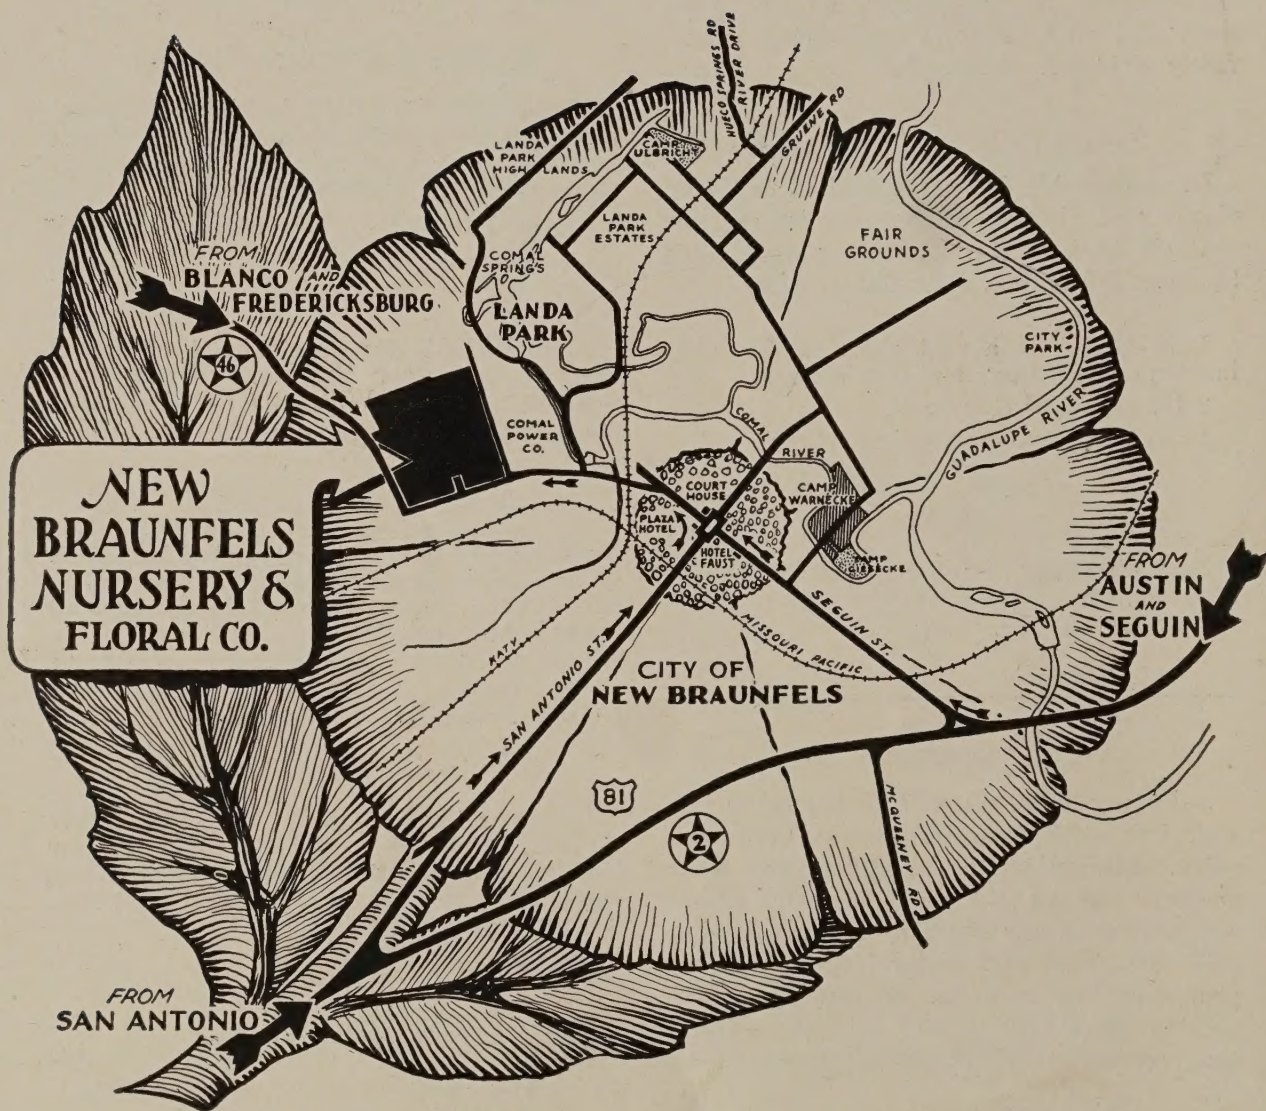 HUECO SPRINGS RD
RIVER DRIVE
GRUENE RD
LANDA
PARK
HIGH LANDS
CAMP
ULBRICHT
LANDA
PARK
ESTATES
FAIR
GROUNDS
FROM
BLANCO AND
FREDERICKSBURG
46
COMAL
SPRING'S
LANDA
PARK
CITY
PARK
GUADALUPE RIVER
COMAL
POWER
CO.
COMAL
RIVER
NEW
BRAUNFELS
NURSERY &
FLORAL CO.
COURT
HOUSE
CAMP
WARNECKE
PLAZA
HOTEL
HOTEL
FAUST
CAMP
GIESECKE
FROM
AUSTIN
AND
SEGUIN
SEGUIN ST.
MISSOURI PACIFIC
KATY
SAN ANTONIO ST.
CITY OF
NEW BRAUNFELS
81
2
MCQUEENEY RD
FROM
SAN ANTONIO